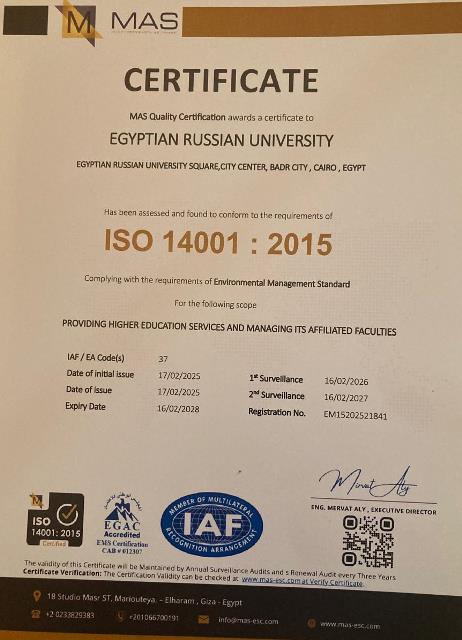 M MAS
CERTIFICATE
MAS Quality Certification awards a certificate to
EGYPTIAN RUSSIAN UNIVERSITY
EGYPTIAN RUSSIAN UNIVERSITY SQUARE,CITY CENTER, BADR CITY , CAIRO , EGYPT
Has been assessed and found to conform to the requirements of
ISO 14001 : 2015
Complying with the requirements of Environmental Management Standard
For the following scope
PROVIDING HIGHER EDUCATION SERVICES AND MANAGING ITS AFFILIATED FACULTIES
IAF / EA Code(s) 37
Date of initial issue 17/02/2025 1st Surveillance 16/02/2026
Date of issue 17/02/2025 2nd Surveillance 16/02/2027
Expiry Date 16/02/2028 Registration No. EM15202521841
Mervat Aly
ENG. MERVAT ALY , EXECUTIVE DIRECTOR
M
ISO
14001: 2015
Certified
EGAC
Accredited
EMS Certification
CAB # 012307
MEMBER OF MULTILATERAL
IAF
RECOGNITION ARRANGEMENT
The validity of this Certificate will be Maintained by Annual Surveillance Audits and s Renewal Audit every Three Years
Certificate Verification: The Certification Validity can be checked at www.mas-esc.com at Verify Certificate.
18 Studio Masr ST, Mariouteya. – Elharam , Giza - Egypt
+2 0233829383 +201066700191 info@mas-esc.com www.mas-esc.com